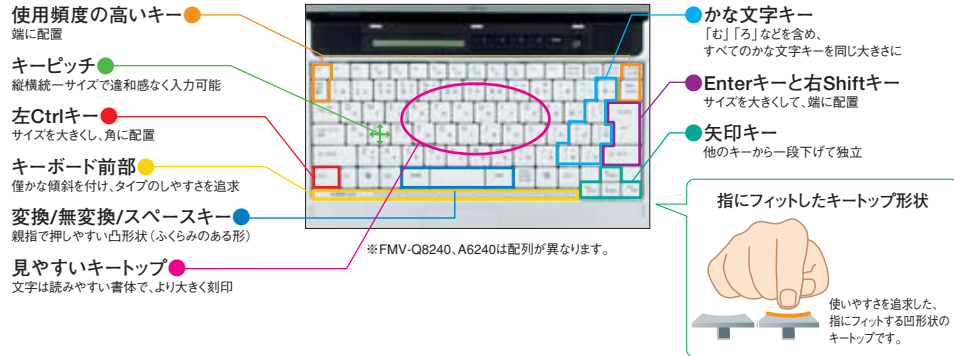 使用頻度の高いキー
端に配置
キーピッチ
縦横統一サイズで違和感なく入力可能
左Ctrlキー
サイズを大きくし、角に配置
キーボード前部
僅かな傾斜を付け、タイプのしやすさを追求
変換/無変換/スペースキー
親指で押しやすい凸形状（ふくらみのある形）
見やすいキートップ
文字は読みやすい書体で、より大きく刻印
※FMV-Q8240、A6240は配列が異なります。
かな文字キー
「む」「ろ」などを含め、
すべてのかな文字キーを同じ大きさに
Enterキーと右Shiftキー
サイズを大きくして、端に配置
矢印キー
他のキーから一段下げて独立
指にフィットしたキートップ形状
使いやすさを追求した、
指にフィットする凹形状の
キートップです。